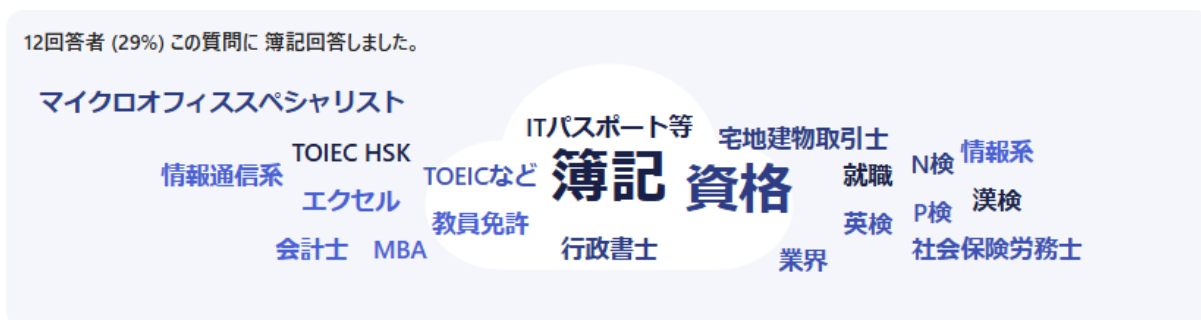 12回答者 (29%) この質問に 簿記回答しました。
マイクロオフィススペシャリスト
ITパスポート等
宅地建物取引士
TOIEC HSK
情報通信系
TOEICなど
簿記
資格
就職
N検
情報系
エクセル
教員免許
英検
P検
漢検
会計士
MBA
行政書士
業界
社会保険労務士